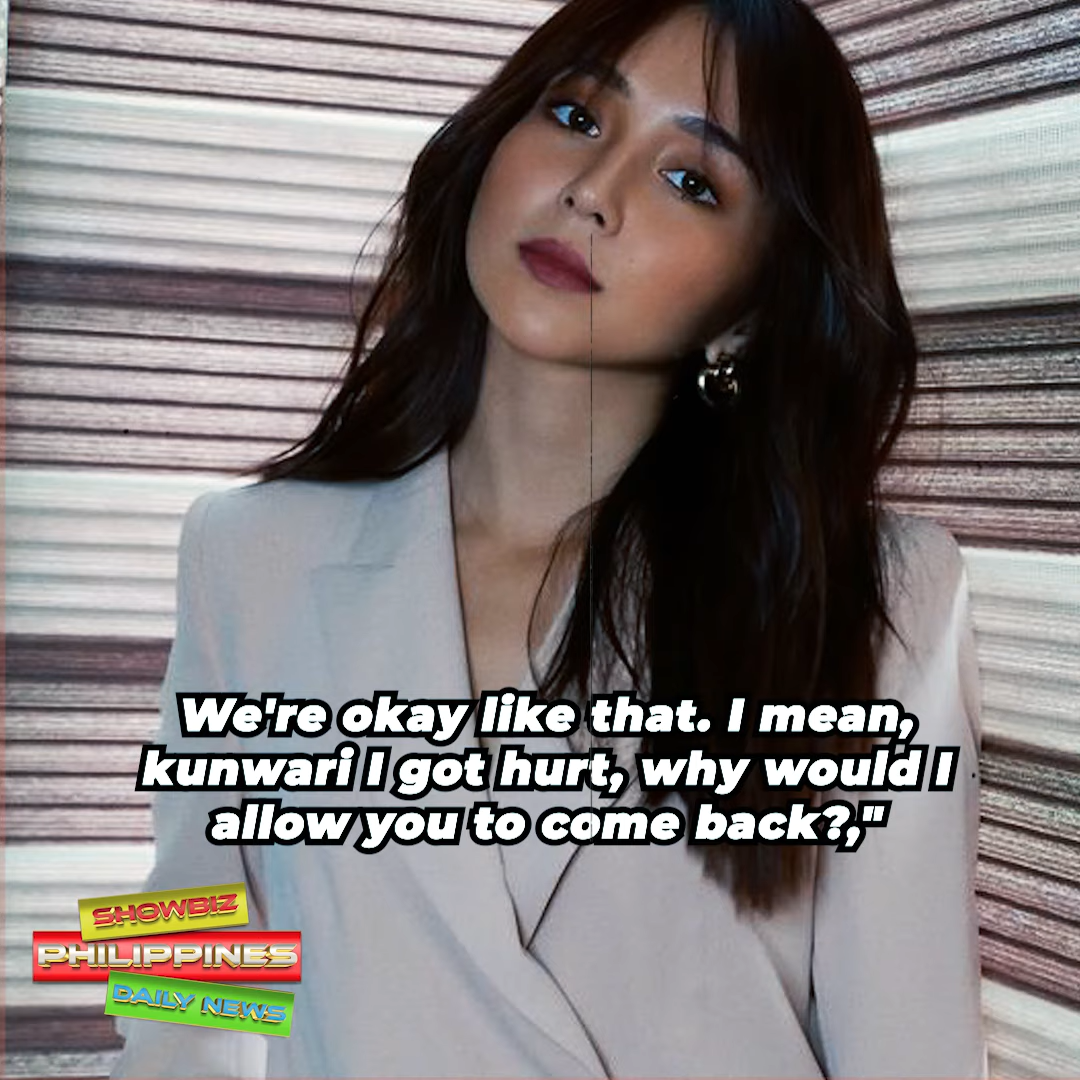 We're okay like that. I mean,
kunwari I got hurt, why would I
allow you to come back?,"
SHOWBIZ
PHILIPPINES
DAILY NEWS